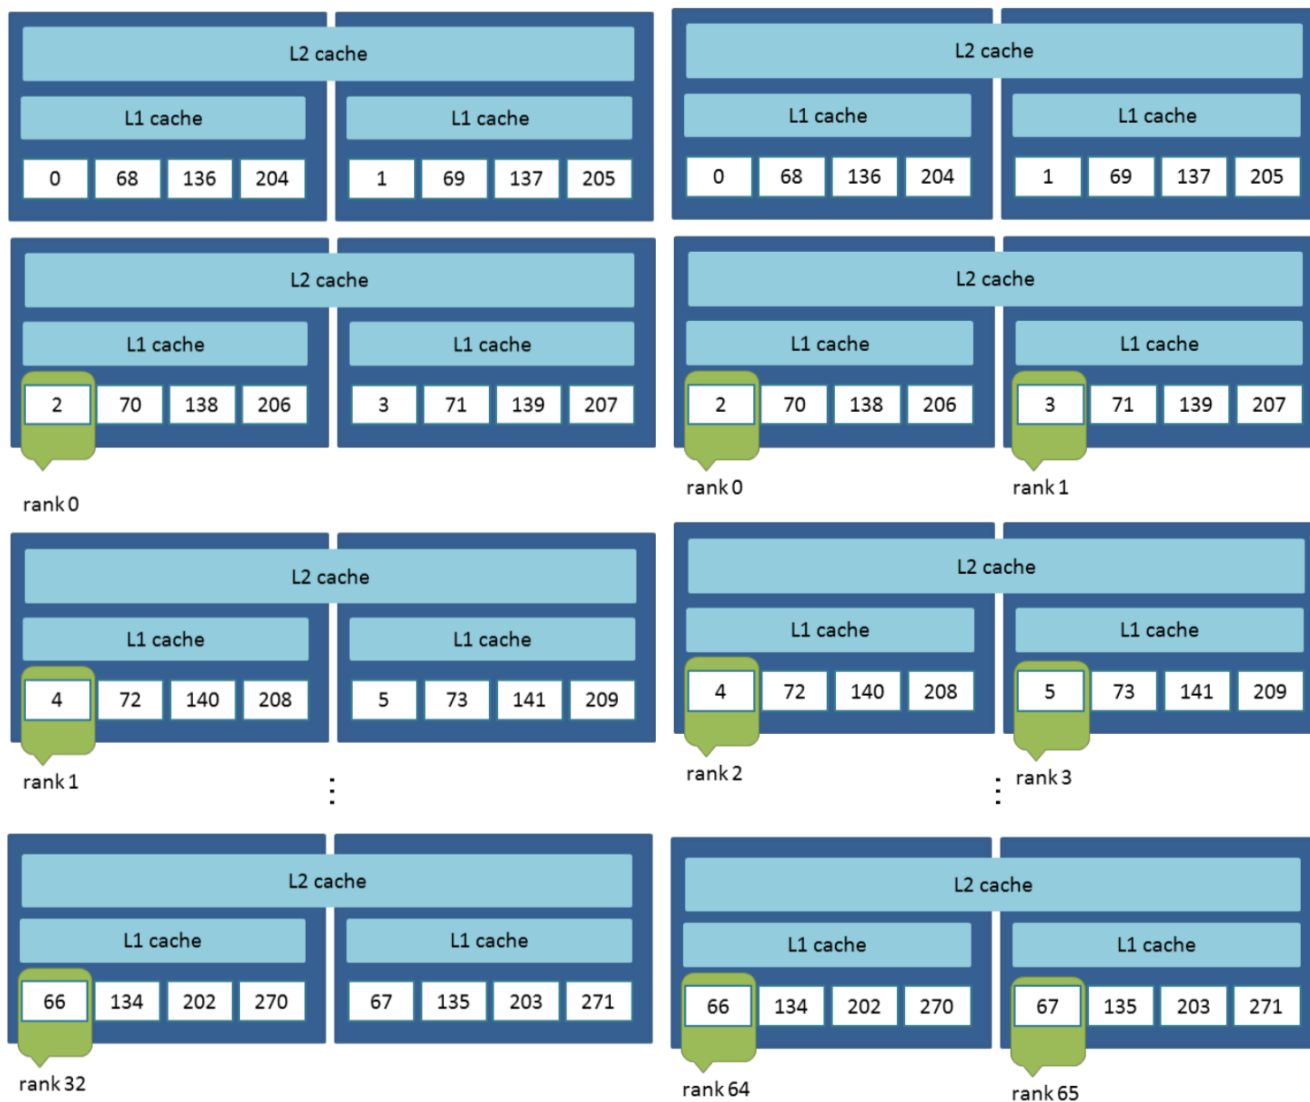 L2 cache
L1 cache L1 cache
0 68 136 204 1 69 137 205
L2 cache
L1 cache L1 cache
2 70 138 206 3 71 139 207
rank 0
L2 cache
L1 cache L1 cache
4 72 140 208 5 73 141 209
rank 1
⋮
L2 cache
L1 cache L1 cache
66 134 202 270 67 135 203 271
rank 32
L2 cache
L1 cache L1 cache
0 68 136 204 1 69 137 205
L2 cache
L1 cache L1 cache
2 70 138 206 3 71 139 207
rank 0 rank 1
L2 cache
L1 cache L1 cache
4 72 140 208 5 73 141 209
rank 2 rank 3
⋮
L2 cache
L1 cache L1 cache
66 134 202 270 67 135 203 271
rank 64 rank 65